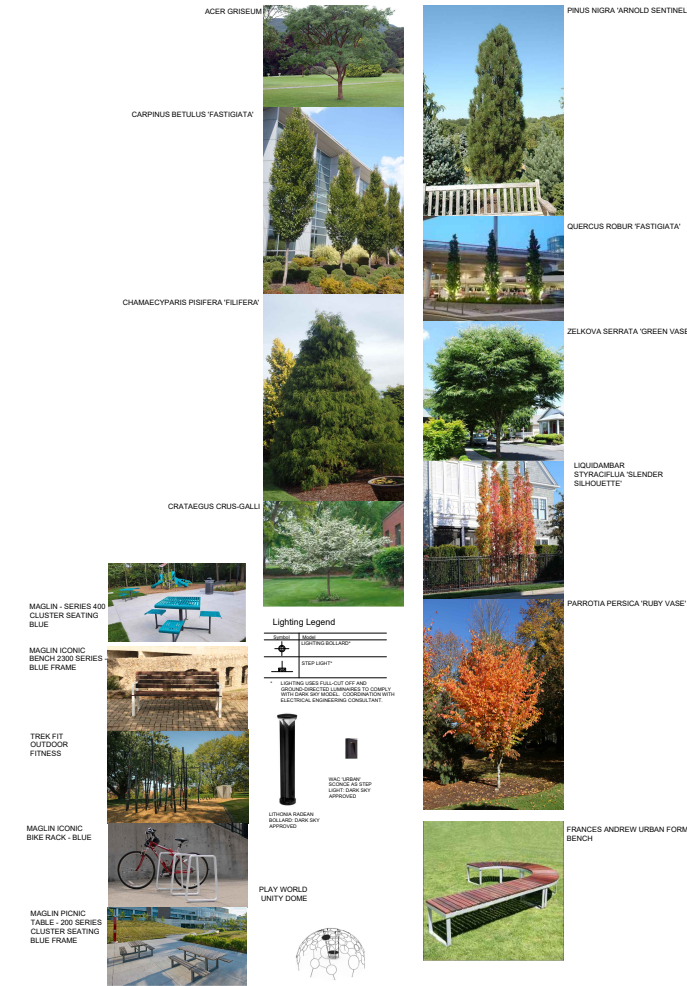 ACER GRISEUM
CARPINUS BETULUS 'FASTIGIATA'
CHAMAECYPARIS PISIFERA 'FILIFERA'
CRATAEGUS CRUS-GALLI
MAGLIN - SERIES 400
CLUSTER SEATING
BLUE
MAGLIN ICONIC
BENCH 2300 SERIES -
BLUE FRAME
TREK FIT
OUTDOOR
FITNESS
MAGLIN ICONIC
BIKE RACK - BLUE
MAGLIN PICNIC
TABLE - 200 SERIES
CLUSTER SEATING
BLUE FRAME
Lighting Legend
Symbol Model
LIGHTING BOLLARD*
STEP LIGHT*
* LIGHTING USES FULL-CUT OFF AND
GROUND-DIRECTED LUMINAIRES TO COMPLY
WITH DARK SKY MODEL. COORDINATION WITH
ELECTRICAL ENGINEERING CONSULTANT.
WAC 'URBAN'
SCONCE AS STEP
LIGHT: DARK SKY
APPROVED
LITHONIA RADEAN
BOLLARD: DARK SKY
APPROVED
PLAY WORLD
UNITY DOME
PINUS NIGRA 'ARNOLD SENTINEL
QUERCUS ROBUR 'FASTIGIATA'
ZELKOVA SERRATA 'GREEN VASE
LIQUIDAMBAR
STYRACIFLUA 'SLENDER
SILHOUETTE'
PARROTIA PERSICA 'RUBY VASE'
FRANCES ANDREW URBAN FORM
BENCH